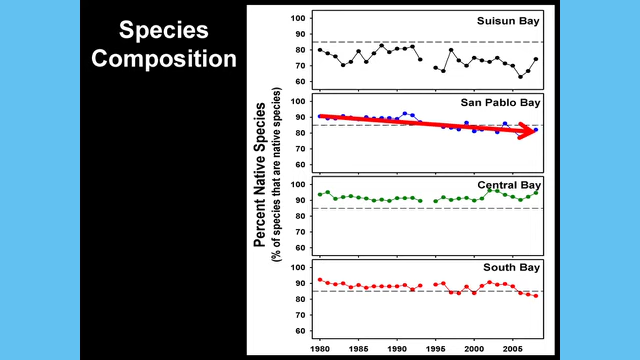 Species
Composition
Percent Native Species
(% of species that are native species)
Suisun Bay
100
90
80
70
60
San Pablo Bay
100
90
80
70
60
Central Bay
100
90
80
70
60
South Bay
100
90
80
70
60
1980 1985 1990 1995 2000 2005